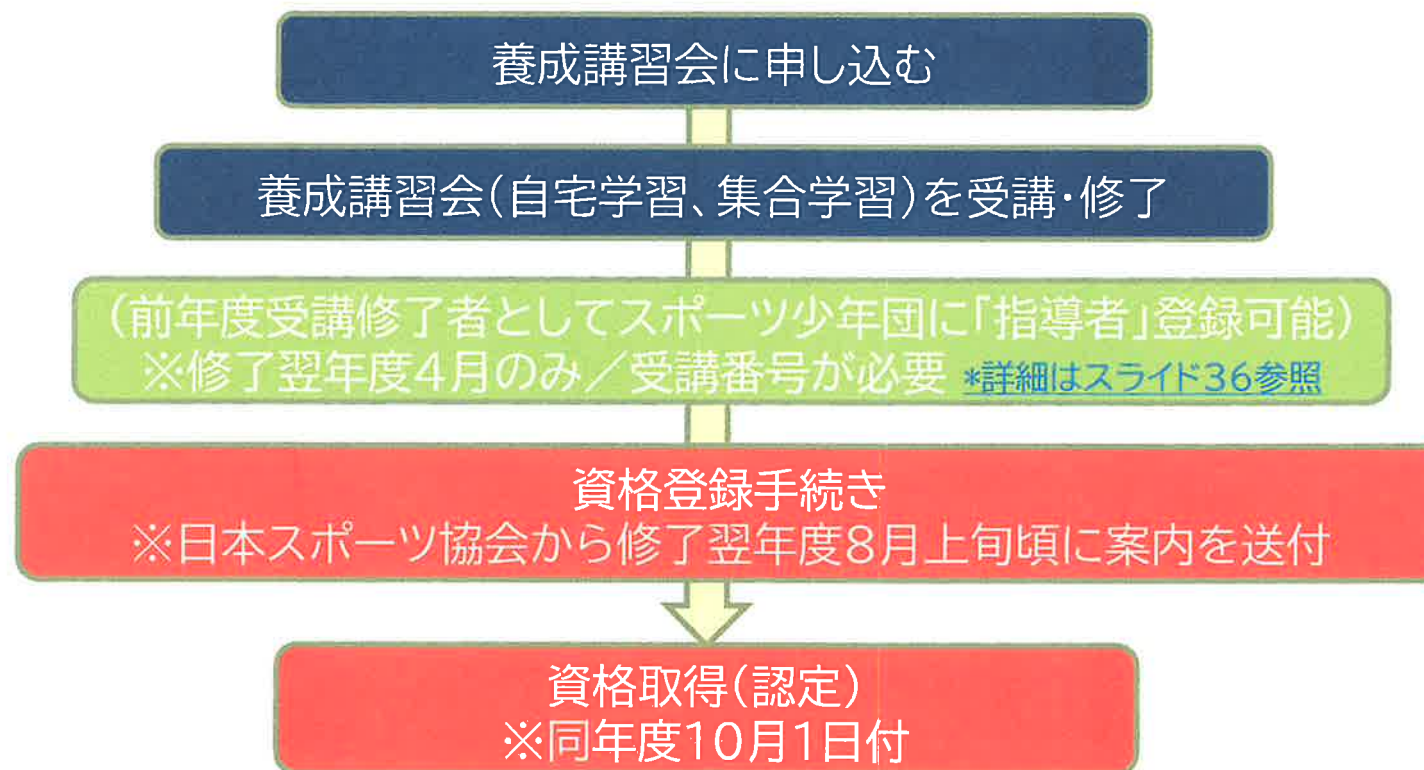 養成講習会に申し込む
養成講習会(自宅学習、集合学習)を受講・修了
(前年度受講修了者としてスポーツ少年団に「指導者」登録可能)
※修了翌年度4月のみ/受講番号が必要 *詳細はスライド36参照
資格登録手続き
※日本スポーツ協会から修了翌年度8月上旬頃に案内を送付
資格取得(認定)
※同年度10月1日付